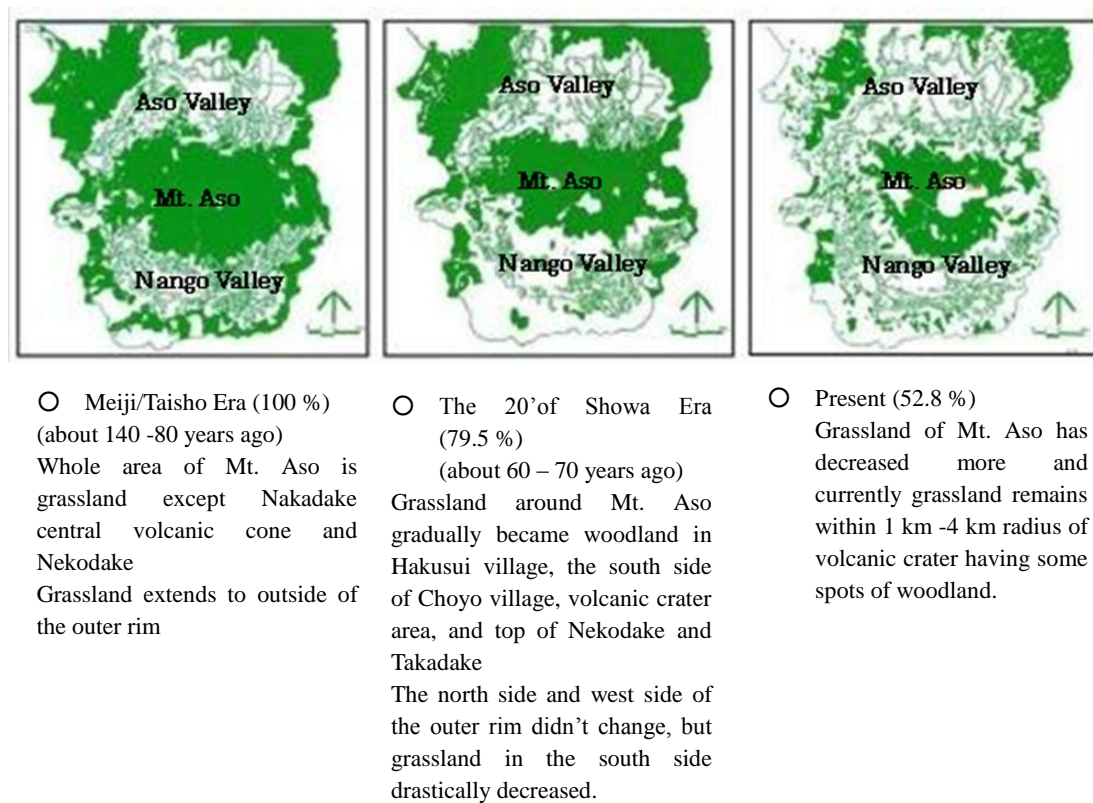 Aso Valley
Mt. Aso
Nango Valley
Aso Valley
Mt. Aso
Nango Valley
Aso Valley
Mt. Aso
Nango Valley
○ Meiji/Taisho Era (100 %)
(about 140 -80 years ago)
Whole area of Mt. Aso is
grassland except Nakadake
central volcanic cone and
Nekodake
Grassland extends to outside of
the outer rim
○ The 20'of Showa Era
(79.5 %)
(about 60 – 70 years ago)
Grassland around Mt. Aso
gradually became woodland in
Hakusui village, the south side
of Choyo village, volcanic crater
area, and top of Nekodake and
Takadake
The north side and west side of
the outer rim didn't change, but
grassland in the south side
drastically decreased.
○ Present (52.8 %)
Grassland of Mt. Aso has
decreased more and
currently grassland remains
within 1 km -4 km radius of
volcanic crater having some
spots of woodland.